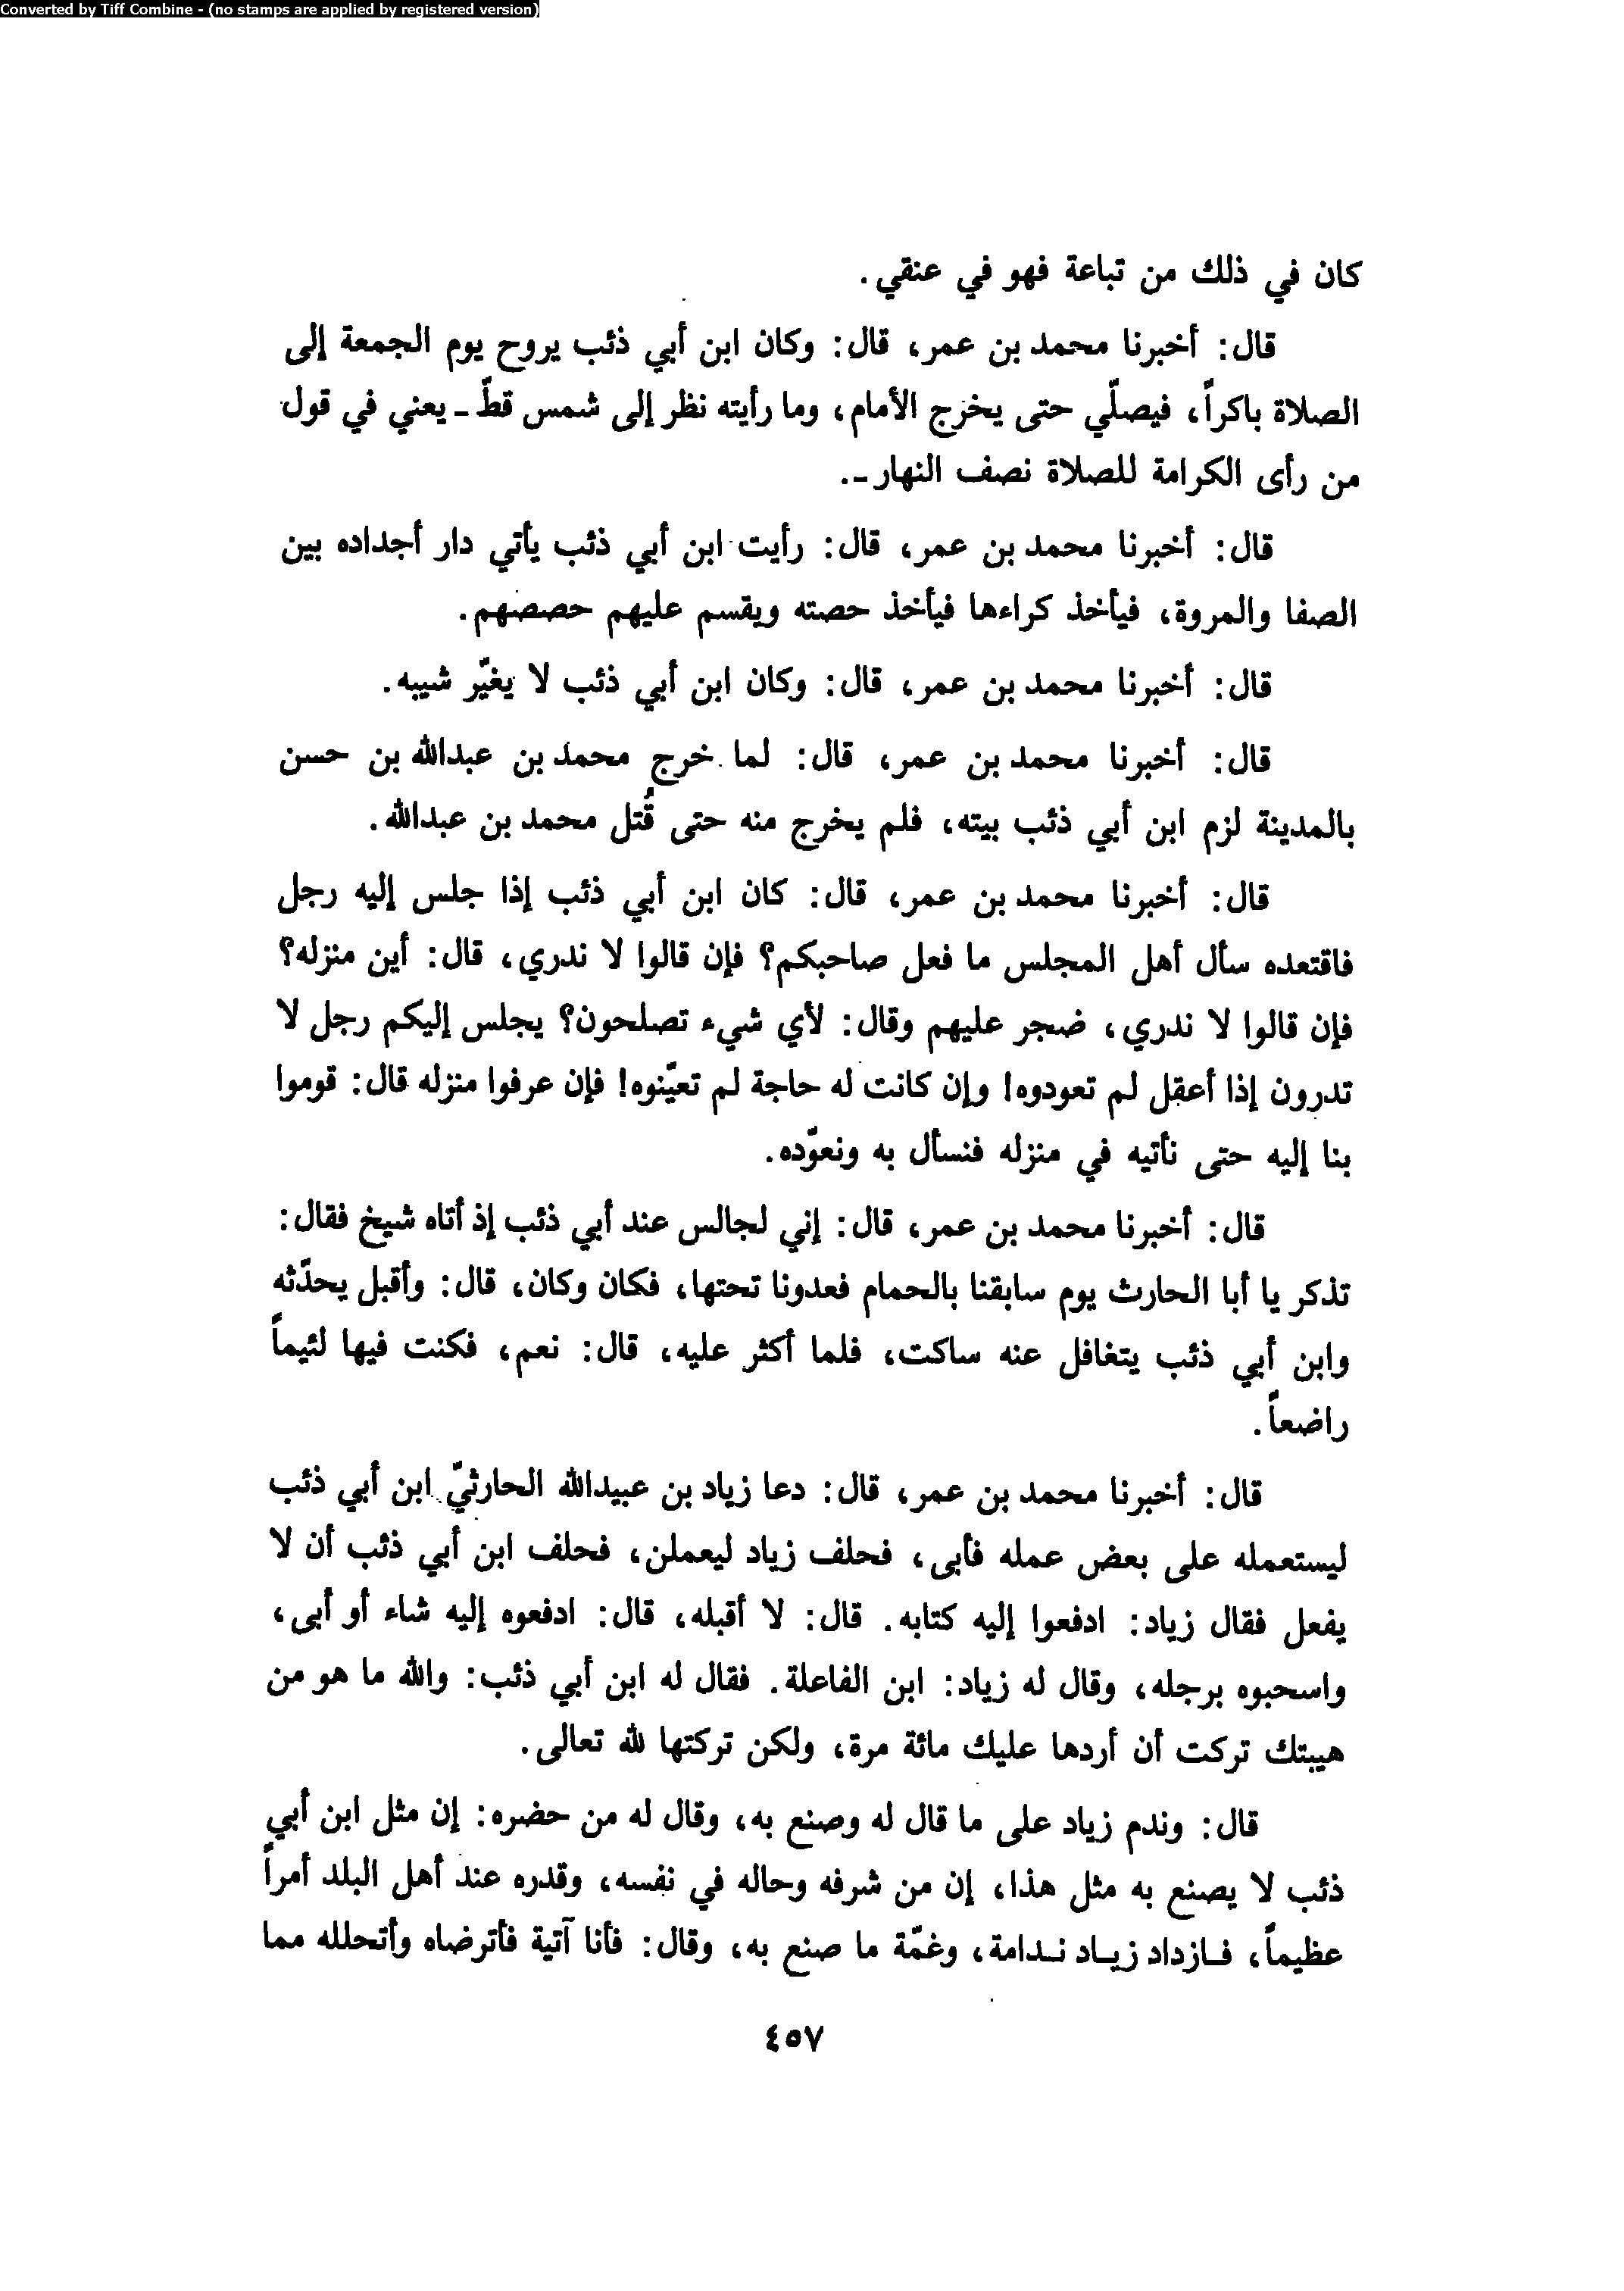 Converted by Tiff Combine - (no stamps are applied by registered version)
كان في ذلك من تباعة فهو في عنقي.
قال: أخبرنا محمد بن عمر، قال: وكان ابن أبي ذئب يروح يوم الجمعة إلى
الصلاة باكراً، فيصلّي حتى يخرج الأمام، وما رأيته نظر إلى شمس قطّ ـ يعني في قول
من رأى الكرامة للصلاة نصف النهار ـ.
قال: أخبرنا محمد بن عمر، قال: رأيت ابن أبي ذئب يأتي دار أجداده بين
الصفا والمروة، فيأخذ كراءها فيأخذ حصته ويقسم عليهم حصصهم.
قال: أخبرنا محمد بن عمر، قال: وكان ابن أبي ذئب لا يغيّر شيبه.
قال: أخبرنا محمد بن عمر، قال: لما خرج محمد بن عبدالله بن حسن
بالمدينة لزم ابن أبي ذئب بيته، فلم يخرج منه حتى قُتل محمد بن عبدالله.
قال: أخبرنا محمد بن عمر، قال: كان ابن أبي ذئب إذا جلس إليه رجل
فاقتعده سأل أهل المجلس ما فعل صاحبكم؟ فإن قالوا لا ندري، قال: أين منزله؟
فإن قالوا لا ندري، ضجر عليهم وقال: لأي شيء تصلحون؟ يجلس إليكم رجل لا
تدرون إذا أعقل لم تعودوه! وإن كانت له حاجة لم تعيّنوه! فإن عرفوا منزله قال: قوموا
بنا إليه حتى نأتيه في منزله فنسأل به ونعوّده.
قال: أخبرنا محمد بن عمر، قال: إني لجالس عند أبي ذئب إذ أتاه شيخ فقال:
تذكر يا أبا الحارث يوم سابقنا بالحمام فعدونا تحتها، فكان وكان، قال: وأقبل يحدّثه
وابن أبي ذئب يتغافل عنه ساكت، فلما أكثر عليه، قال: نعم، فكنت فيها لئيماً
راضعاً.
قال: أخبرنا محمد بن عمر، قال: دعا زياد بن عبيدالله الحارثيّ ابن أبي ذئب
ليستعمله على بعض عمله فأبى، فحلف زياد ليعملن، فحلف ابن أبي ذئب أن لا
يفعل فقال زياد: ادفعوا إليه كتابه. قال: لا أقبله، قال: ادفعوه إليه شاء أو أبى،
واسحبوه برجله، وقال له زياد: ابن الفاعلة. فقال له ابن أبي ذئب: والله ما هو من
هيبتك تركت أن أردها عليك مائة مرة، ولكن تركتها لله تعالى.
قال: وندم زياد على ما قال له وصنع به، وقال له من حضره: إن مثل ابن أبي
ذئب لا يصنع به مثل هذا، إن من شرفه وحاله في نفسه، وقدره عند أهل البلد أمراً
عظيماً، فـازداد زيـاد نـدامة، وغمّة ما صنع به، وقال: فأنا آتية فأترضاه وأتحلله مما
٤٥٧